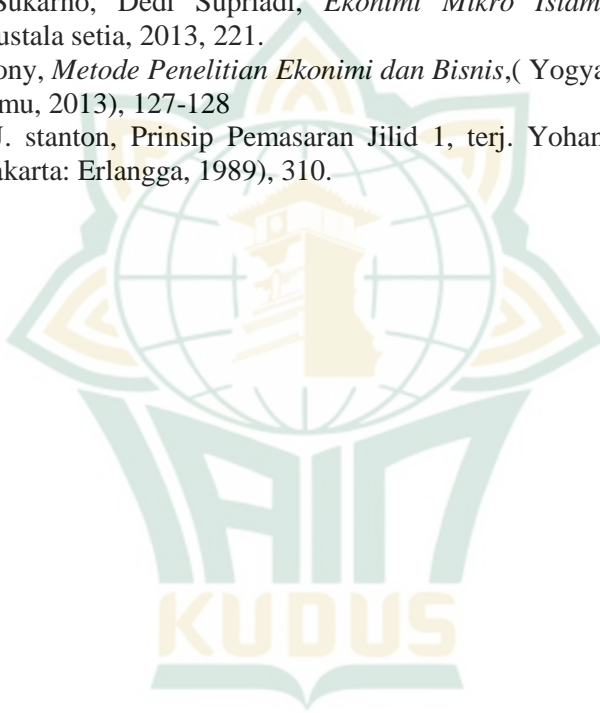 Sukarno, Dedi Supriadi, Ekonimi Mikro Islam
ustala setia, 2013, 221.
ony, Metode Penelitian Ekonimi dan Bisnis,( Yogya
mu, 2013), 127-128
J. stanton, Prinsip Pemasaran Jilid 1, terj. Yohan
akarta: Erlangga, 1989), 310.
IAIN
KUDUS